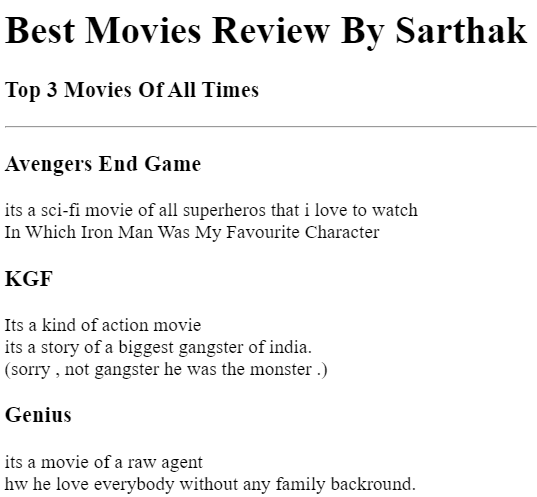 Best Movies Review By Sarthak
Top 3 Movies Of All Times
Avengers End Game
its a sci-fi movie of all superheros that i love to watch
In Which Iron Man Was My Favourite Character
KGF
Its a kind of action movie
its a story of a biggest gangster of india.
(sorry , not gangster he was the monster .)
Genius
its a movie of a raw agent
hw he love everybody without any family backround.